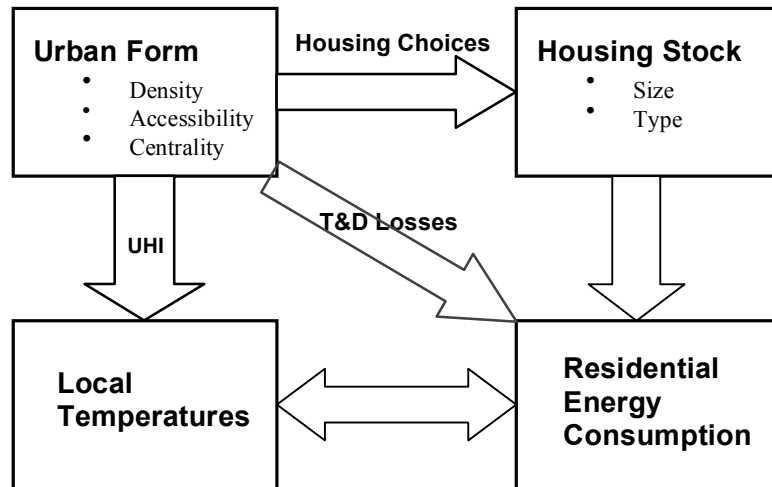 Urban Form
• Density
• Accessibility
• Centrality
Housing Choices
Housing Stock
• Size
• Type
T&D Losses
UHI
Local
Temperatures
Residential
Energy
Consumption